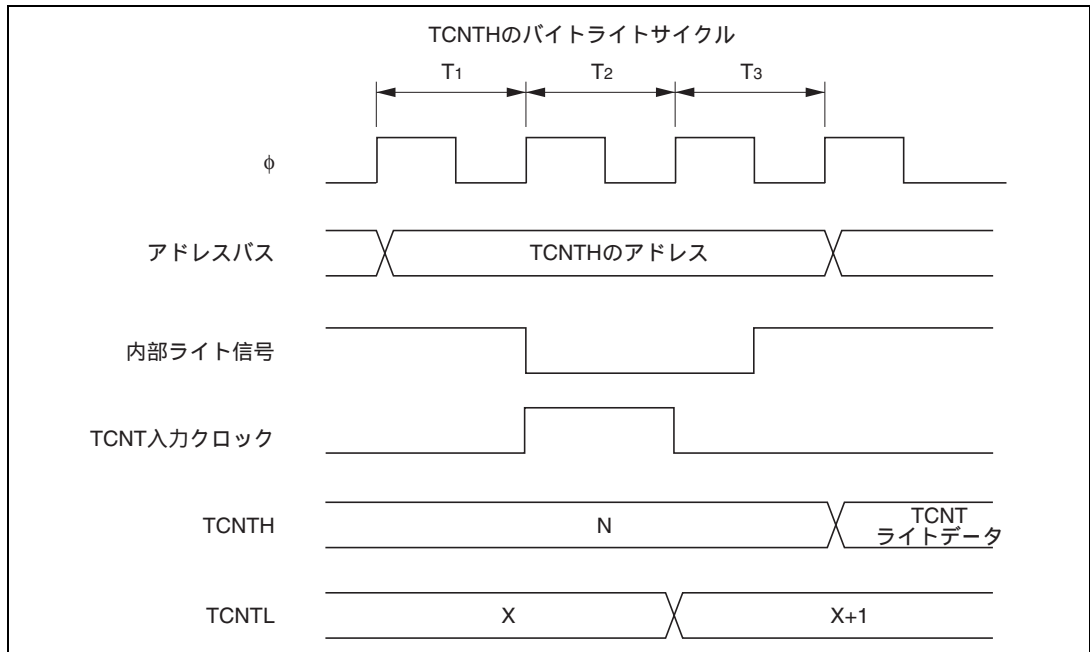 TCNTHのバイトライトサイクル
T1 T2 T3
φ
アドレスバス TCNTHのアドレス
内部ライト信号
TCNT入力クロック
TCNTH N TCNT
ライトデータ
TCNTL X X+1